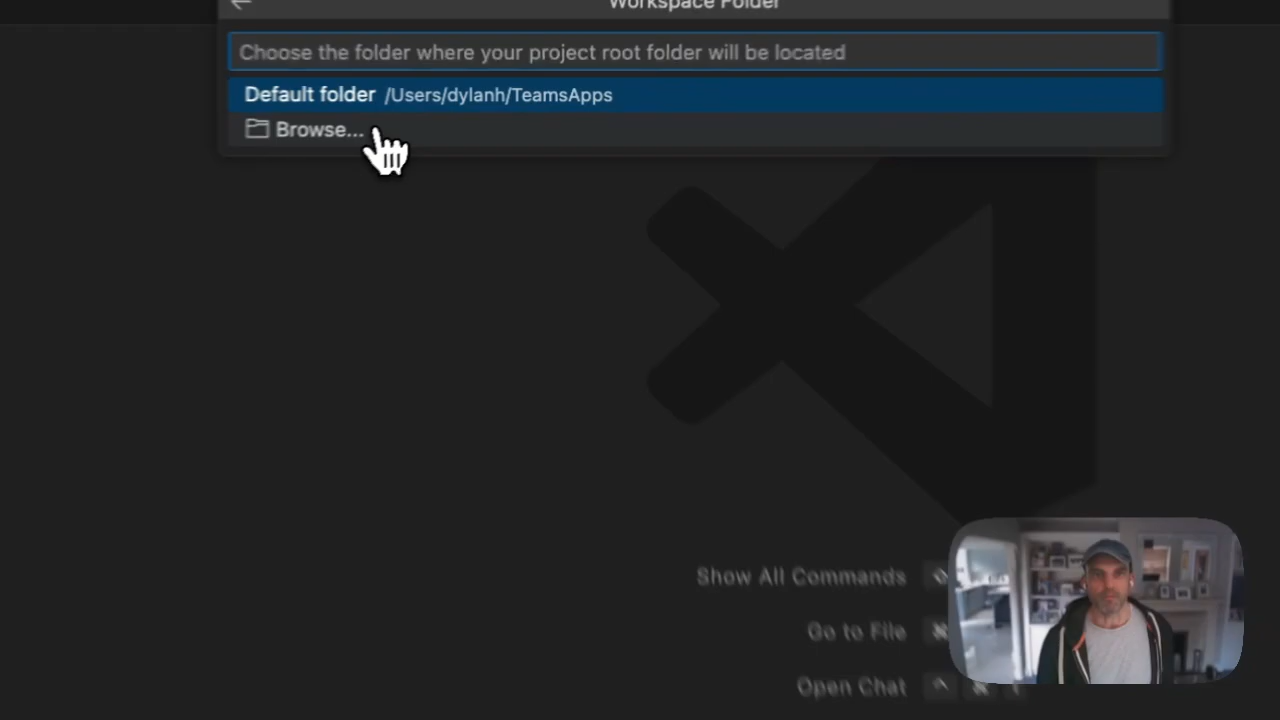 Workspace Folder
Choose the folder where your project root folder will be located
Default folder /Users/dylanh/TeamsApps
Browse...
Show All Commands
Go to File
Open Chat